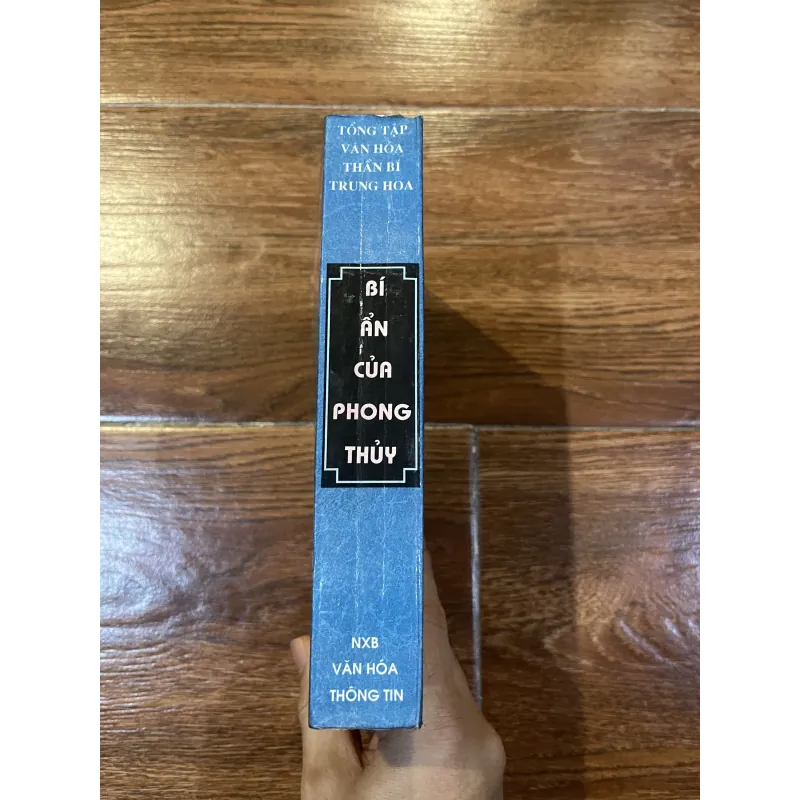 TỔNG TẬP
VĂN HÓA
THẦN BÍ
TRUNG HOA
BÍ
ẨN
CỦA
PHONG
THỦY
NXB
VĂN HÓA
THÔNG TIN